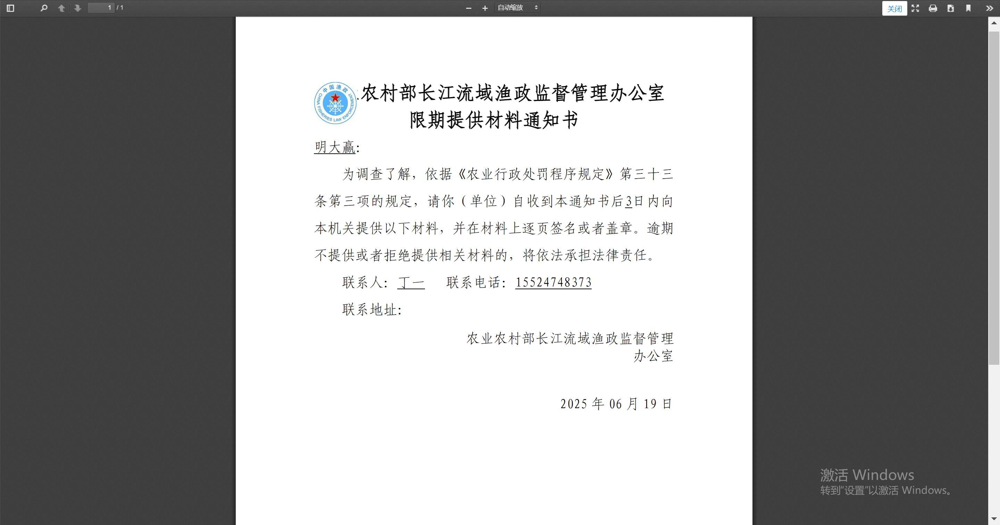 1 / 1
自动缩放
关闭
中国渔政
CHINA FISHERIES LAW ENFORCEMENT
农村部长江流域渔政监督管理办公室
限期提供材料通知书
明大赢：
为调查了解，依据《农业行政处罚程序规定》第三十三
条第三项的规定，请你（单位）自收到本通知书后3日内向
本机关提供以下材料，并在材料上逐页签名或者盖章。逾期
不提供或者拒绝提供相关材料的，将依法承担法律责任。
联系人：丁一 联系电话：15524748373
联系地址：
农业农村部长江流域渔政监督管理
办公室
2025 年 06 月 19 日
激活 Windows
转到“设置”以激活 Windows。